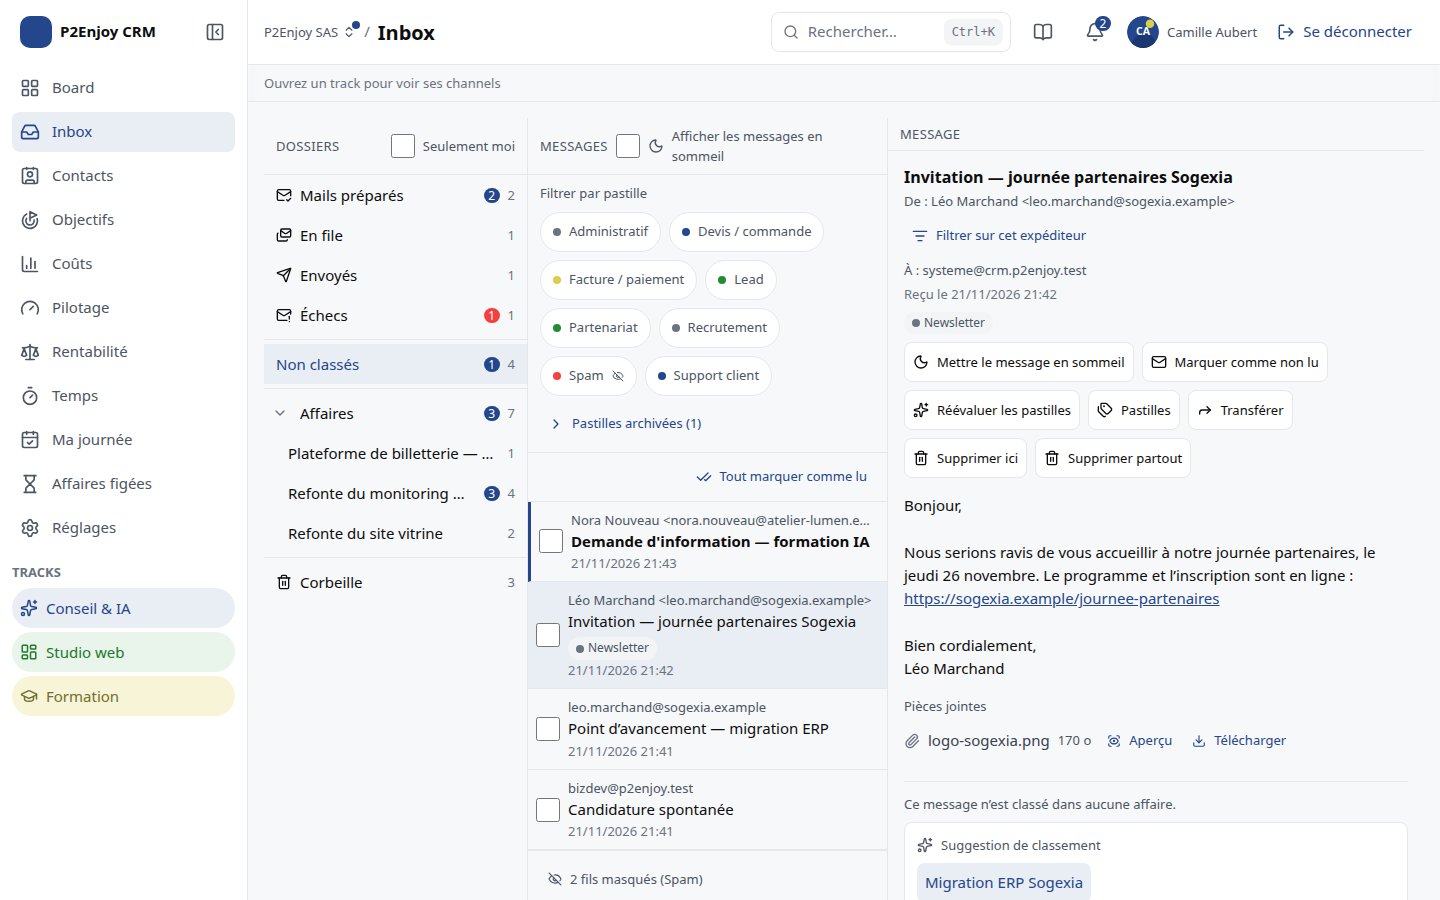 P2Enjoy CRM
Board
Inbox
Contacts
Objectifs
Coûts
Pilotage
Rentabilité
Temps
Ma journée
Affaires figées
Réglages
TRACKS
Conseil & IA
Studio web
Formation
P2Enjoy SAS / Inbox
Rechercher... Ctrl+K
2
CA Camille Aubert
Se déconnecter
Ouvrez un track pour voir ses channels
DOSSIERS Seulement moi
Mails préparés 2 2
En file 1
Envoyés 1
Échecs 1 1
Non classés 1 4
Affaires 3 7
Plateforme de billetterie — ... 1
Refonte du monitoring ... 3 4
Refonte du site vitrine 2
Corbeille 3
MESSAGES Afficher les messages en
sommeil
Filtrer par pastille
Administratif Devis / commande
Facture / paiement Lead
Partenariat Recrutement
Spam Support client
Pastilles archivées (1)
Tout marquer comme lu
Nora Nouveau <nora.nouveau@atelier-lumen.e...
Demande d'information — formation IA
21/11/2026 21:43
Léo Marchand <leo.marchand@sogexia.example>
Invitation — journée partenaires Sogexia
Newsletter
21/11/2026 21:42
leo.marchand@sogexia.example
Point d’avancement — migration ERP
21/11/2026 21:41
bizdev@p2enjoy.test
Candidature spontanée
21/11/2026 21:41
2 fils masqués (Spam)
MESSAGE
Invitation — journée partenaires Sogexia
De : Léo Marchand <leo.marchand@sogexia.example>
Filtrer sur cet expéditeur
À : systeme@crm.p2enjoy.test
Reçu le 21/11/2026 21:42
Newsletter
Mettre le message en sommeil Marquer comme non lu
Réévaluer les pastilles Pastilles Transférer
Supprimer ici Supprimer partout
Bonjour,
Nous serions ravis de vous accueillir à notre journée partenaires, le
jeudi 26 novembre. Le programme et l’inscription sont en ligne :
https://sogexia.example/journee-partenaires
Bien cordialement,
Léo Marchand
Pièces jointes
logo-sogexia.png 170 o Aperçu Télécharger
Ce message n’est classé dans aucune affaire.
Suggestion de classement
Migration ERP Sogexia